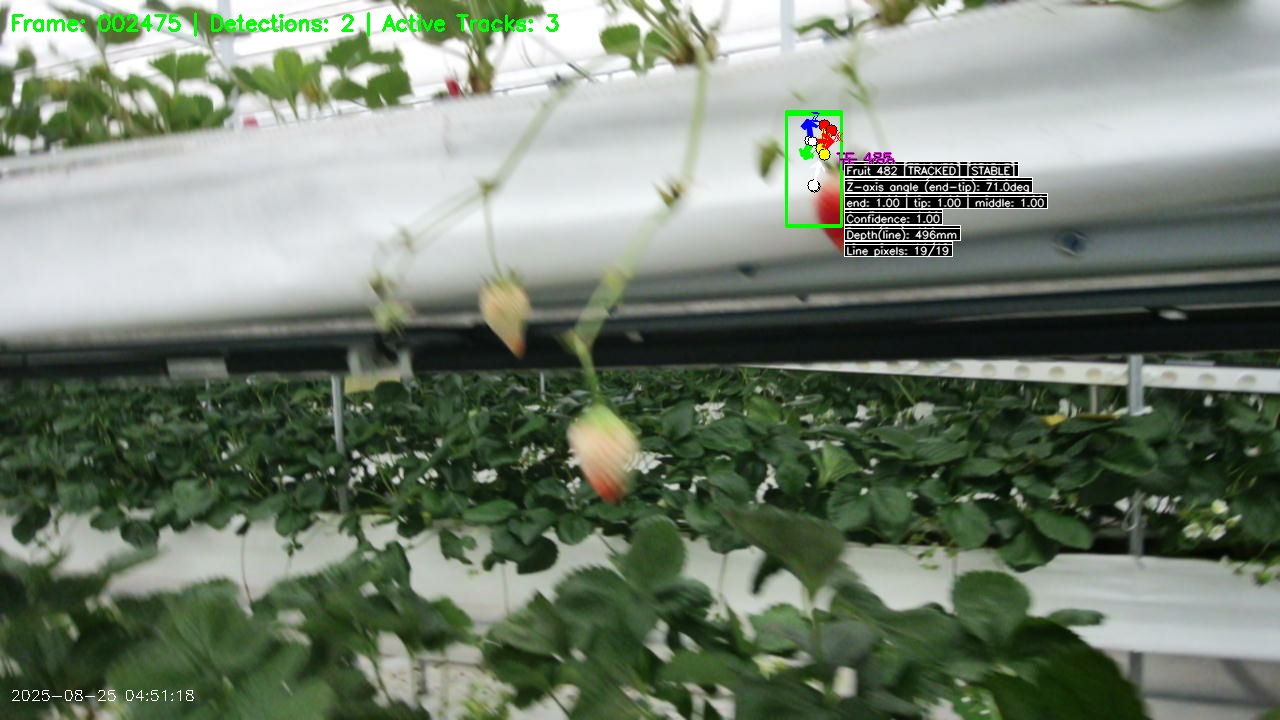 Frame: 002475 | Detections: 2 | Active Tracks: 3
Z
Fruit 482 [TRACKED] [STABLE]
Z-axis angle (end-tip): 71.0deg
end: 1.00 | tip: 1.00 | middle: 1.00
Confidence: 1.00
Depth(line): 496mm
Line pixels: 19/19
2025-08-25 04:51:18